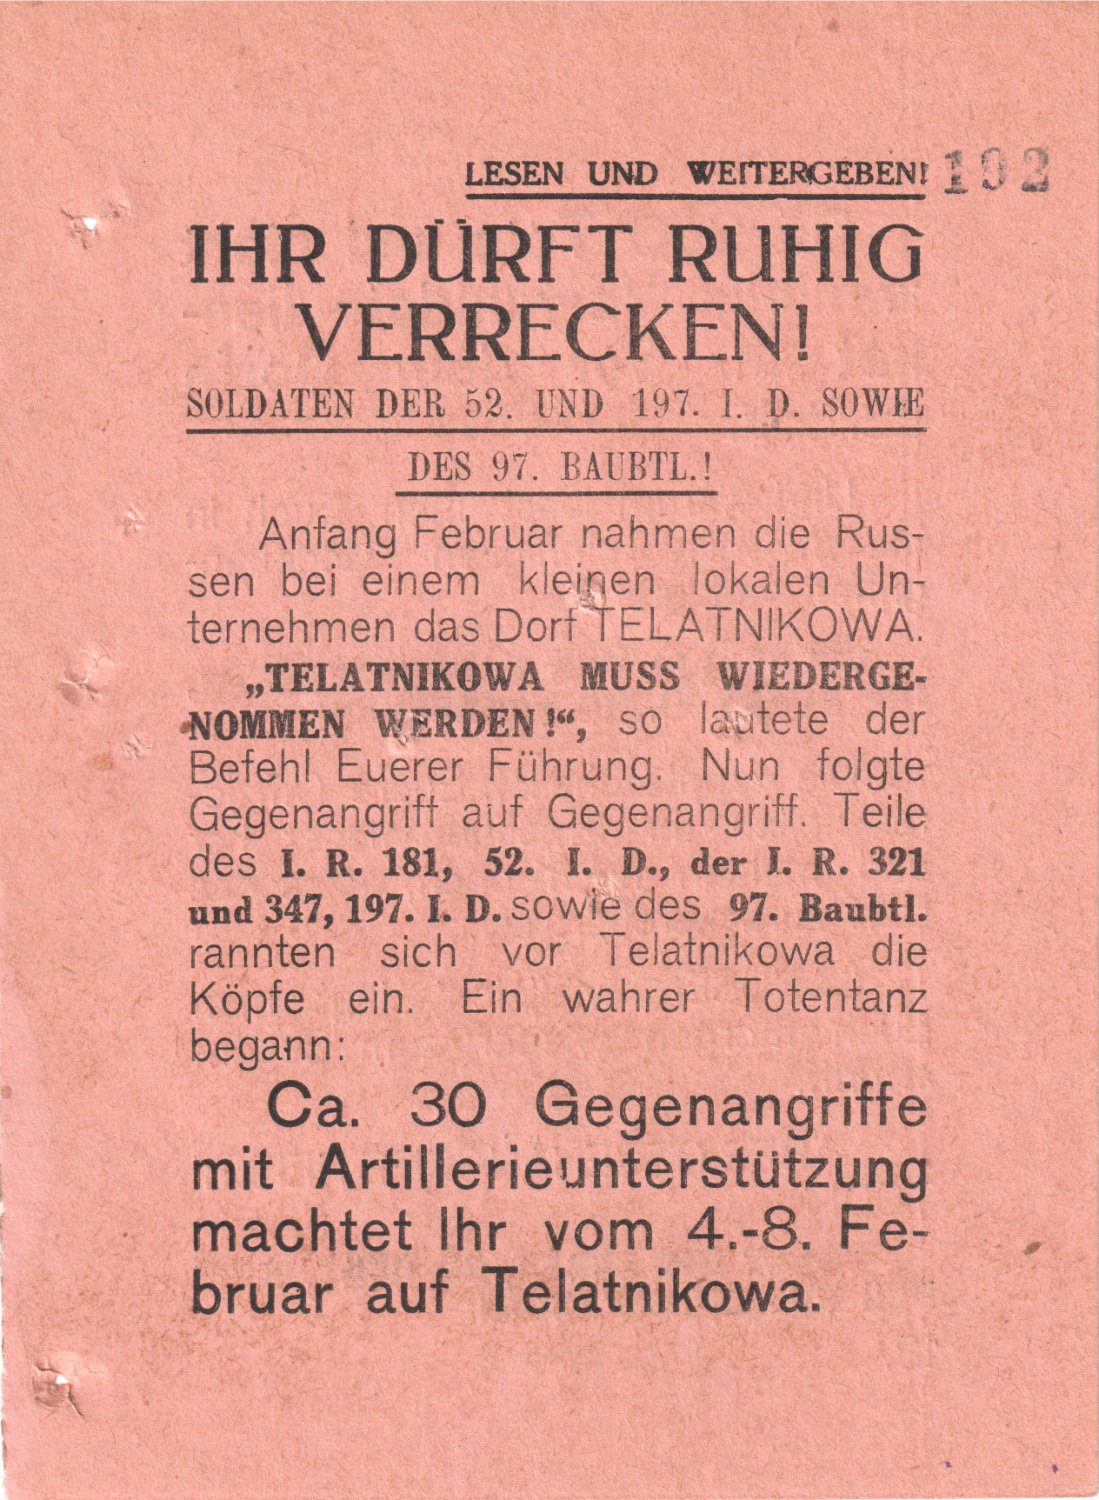 LESEN UND WEITERGEBEN! 192
IHR DÜRFT RUHIG
VERRECKEN!
SOLDATEN DER 52. UND 197. I. D. SOWIE
DES 97. BAUBTL.!
Anfang Februar nahmen die Rus-
sen bei einem kleinen lokalen Un-
ternehmen das Dorf TELATNIKOWA.
„TELATNIKOWA MUSS WIEDERGE-
NOMMEN WERDEN!“, so lautete der
Befehl Euerer Führung. Nun folgte
Gegenangriff auf Gegenangriff. Teile
des I. R. 181, 52. I. D., der I. R. 321
und 347, 197. I. D. sowie des 97. Baubtl.
rannten sich vor Telatnikowa die
Köpfe ein. Ein wahrer Totentanz
begann:
Ca. 30 Gegenangriffe
mit Artillerieunterstützung
machtet Ihr vom 4.-8. Fe-
bruar auf Telatnikowa.